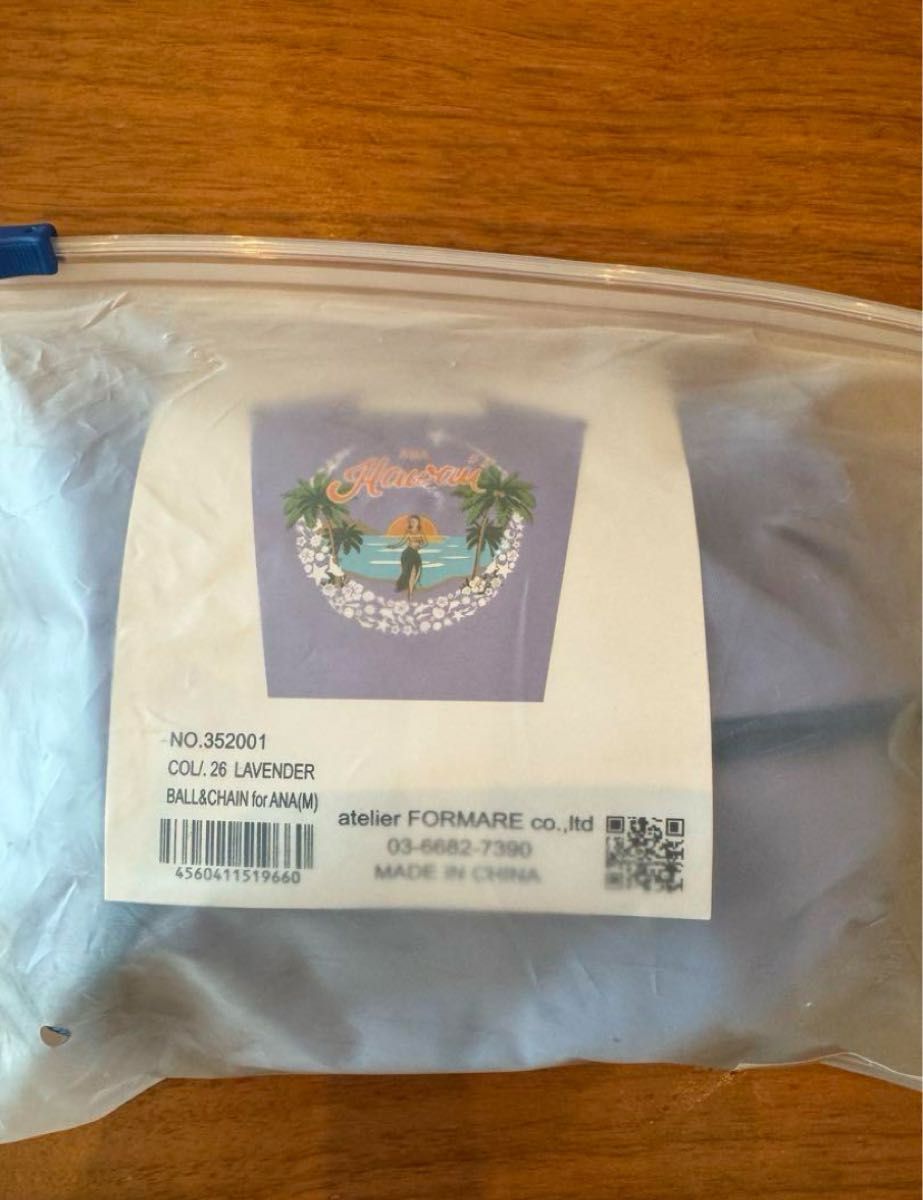 ANA
Hawaii
NO.352001
COL/. 26 LAVENDER
BALL&CHAIN for ANA(M)
4560411519660
atelier FORMARE co.,ltd
03-6682-7390
MADE IN CHINA